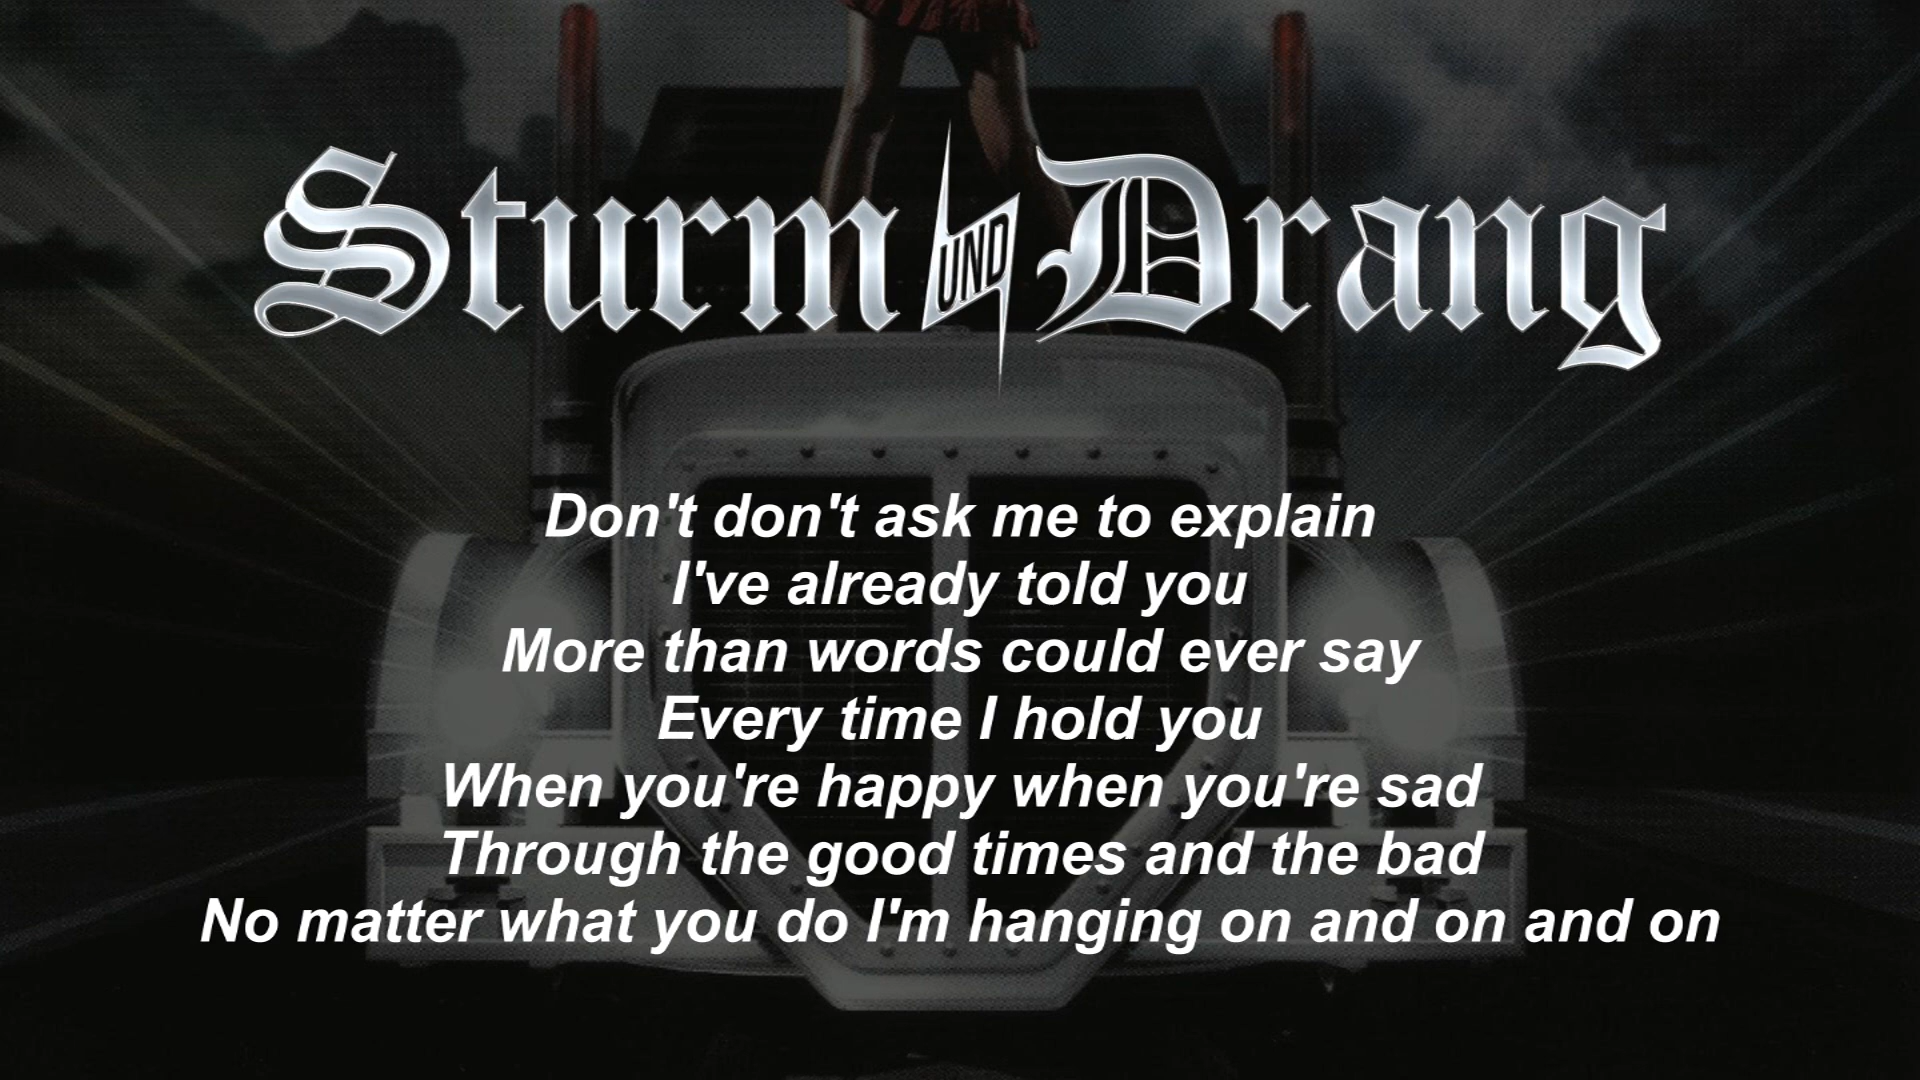 Sturm UND Drang
Don't don't ask me to explain
I've already told you
More than words could ever say
Every time I hold you
When you're happy when you're sad
Through the good times and the bad
No matter what you do I'm hanging on and on and on